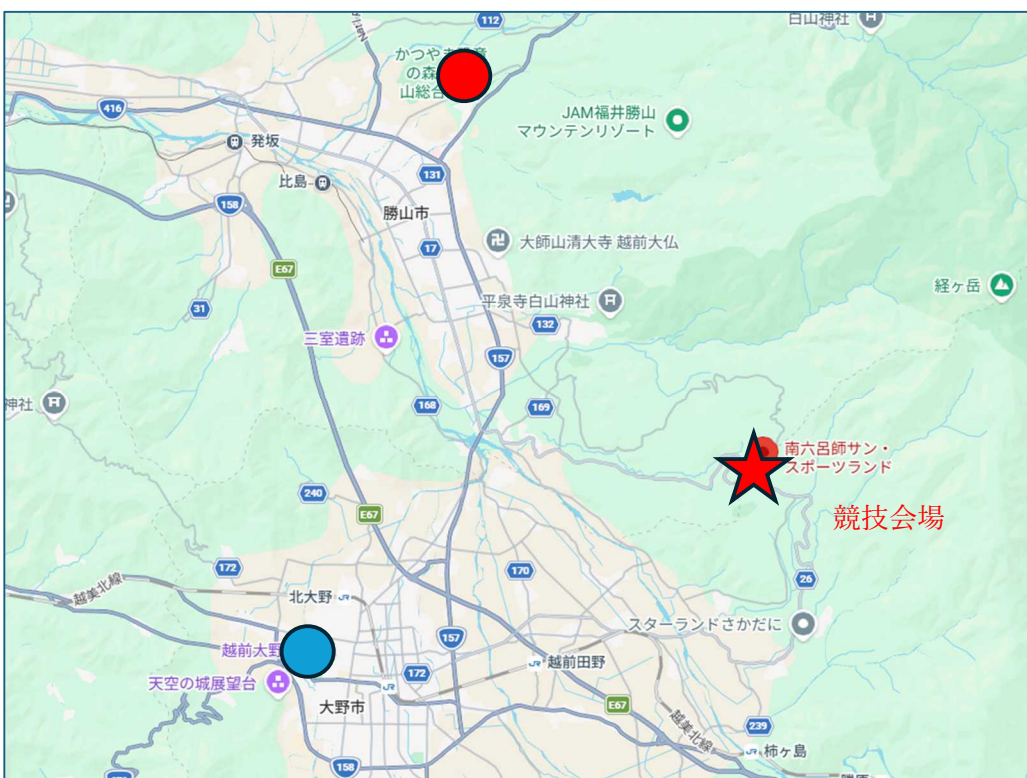 112
白山神社
かつやま
の森
山総合
416
JAM福井勝山
マウンテンリゾート
発坂
比島
131
158
勝山市
17
大師山清大寺 越前大仏
E67
経ヶ岳
31
平泉寺白山神社
132
三室遺跡
157
神社
168
169
南六呂師サン・
スポーツランド
競技会場
240
E67
172
越美北線
170
26
北大野
スターランドさかだに
157
越前大野
越前田野
172
天空の城展望台
大野市
E67
越美北線
239
柿ヶ島
158